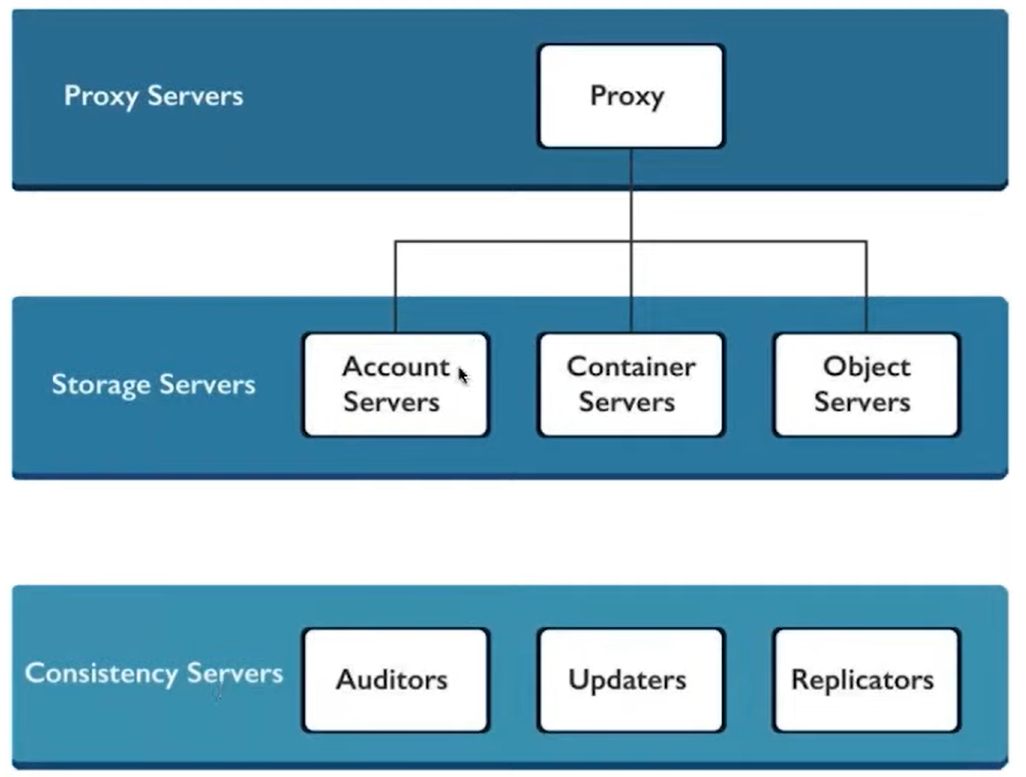 Proxy Servers
Proxy
Storage Servers
Account
Servers
Container
Servers
Object
Servers
Consistency Servers
Auditors
Updaters
Replicators